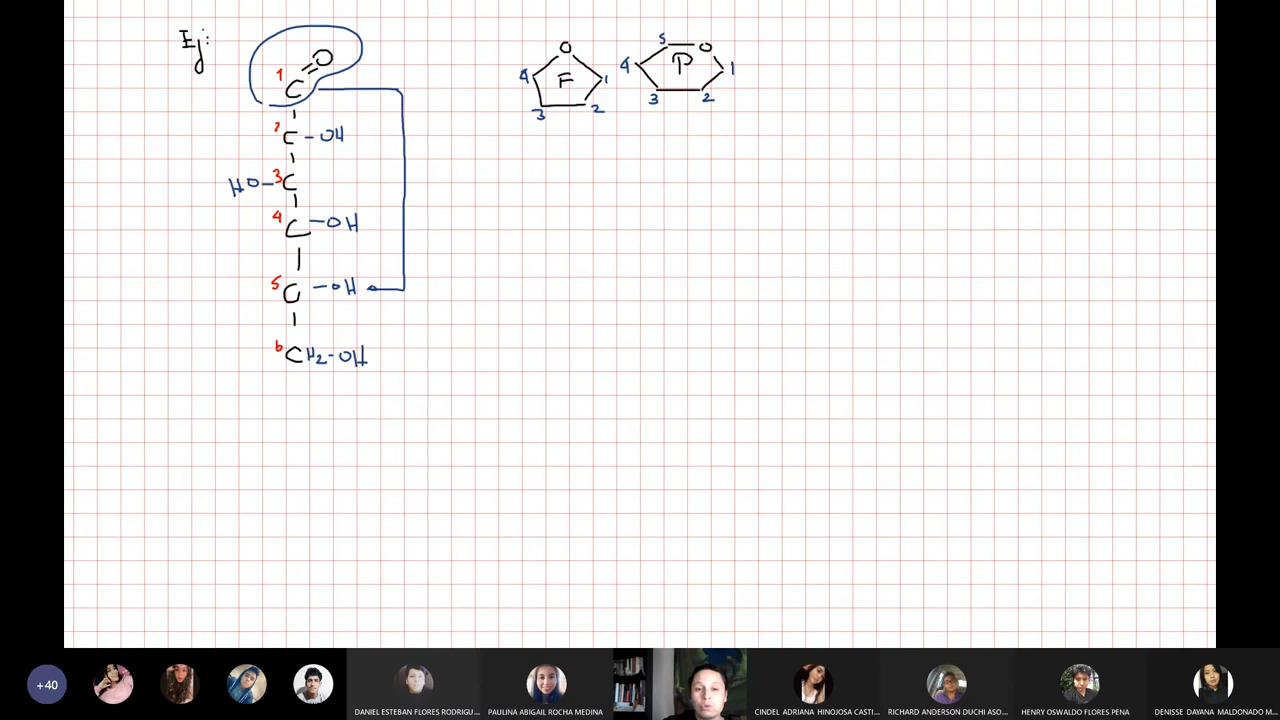 Ej:
1 C=O
2 C-OH
HO-3 C
4 C-OH
5 C-OH
6 CH2-OH
O
4 F 1
3 2
5 O
4 P 1
3 2
+40
DANIEL ESTEBAN FLORES RODRIGU...
PAULINA ABIGAIL ROCHA MEDINA
CINDEL ADRIANA HINOJOSA CASTI...
RICHARD ANDERSON DUCHI ASO...
HENRY OSWALDO FLORES PENA
DENISSE DAYANA MALDONADO M...